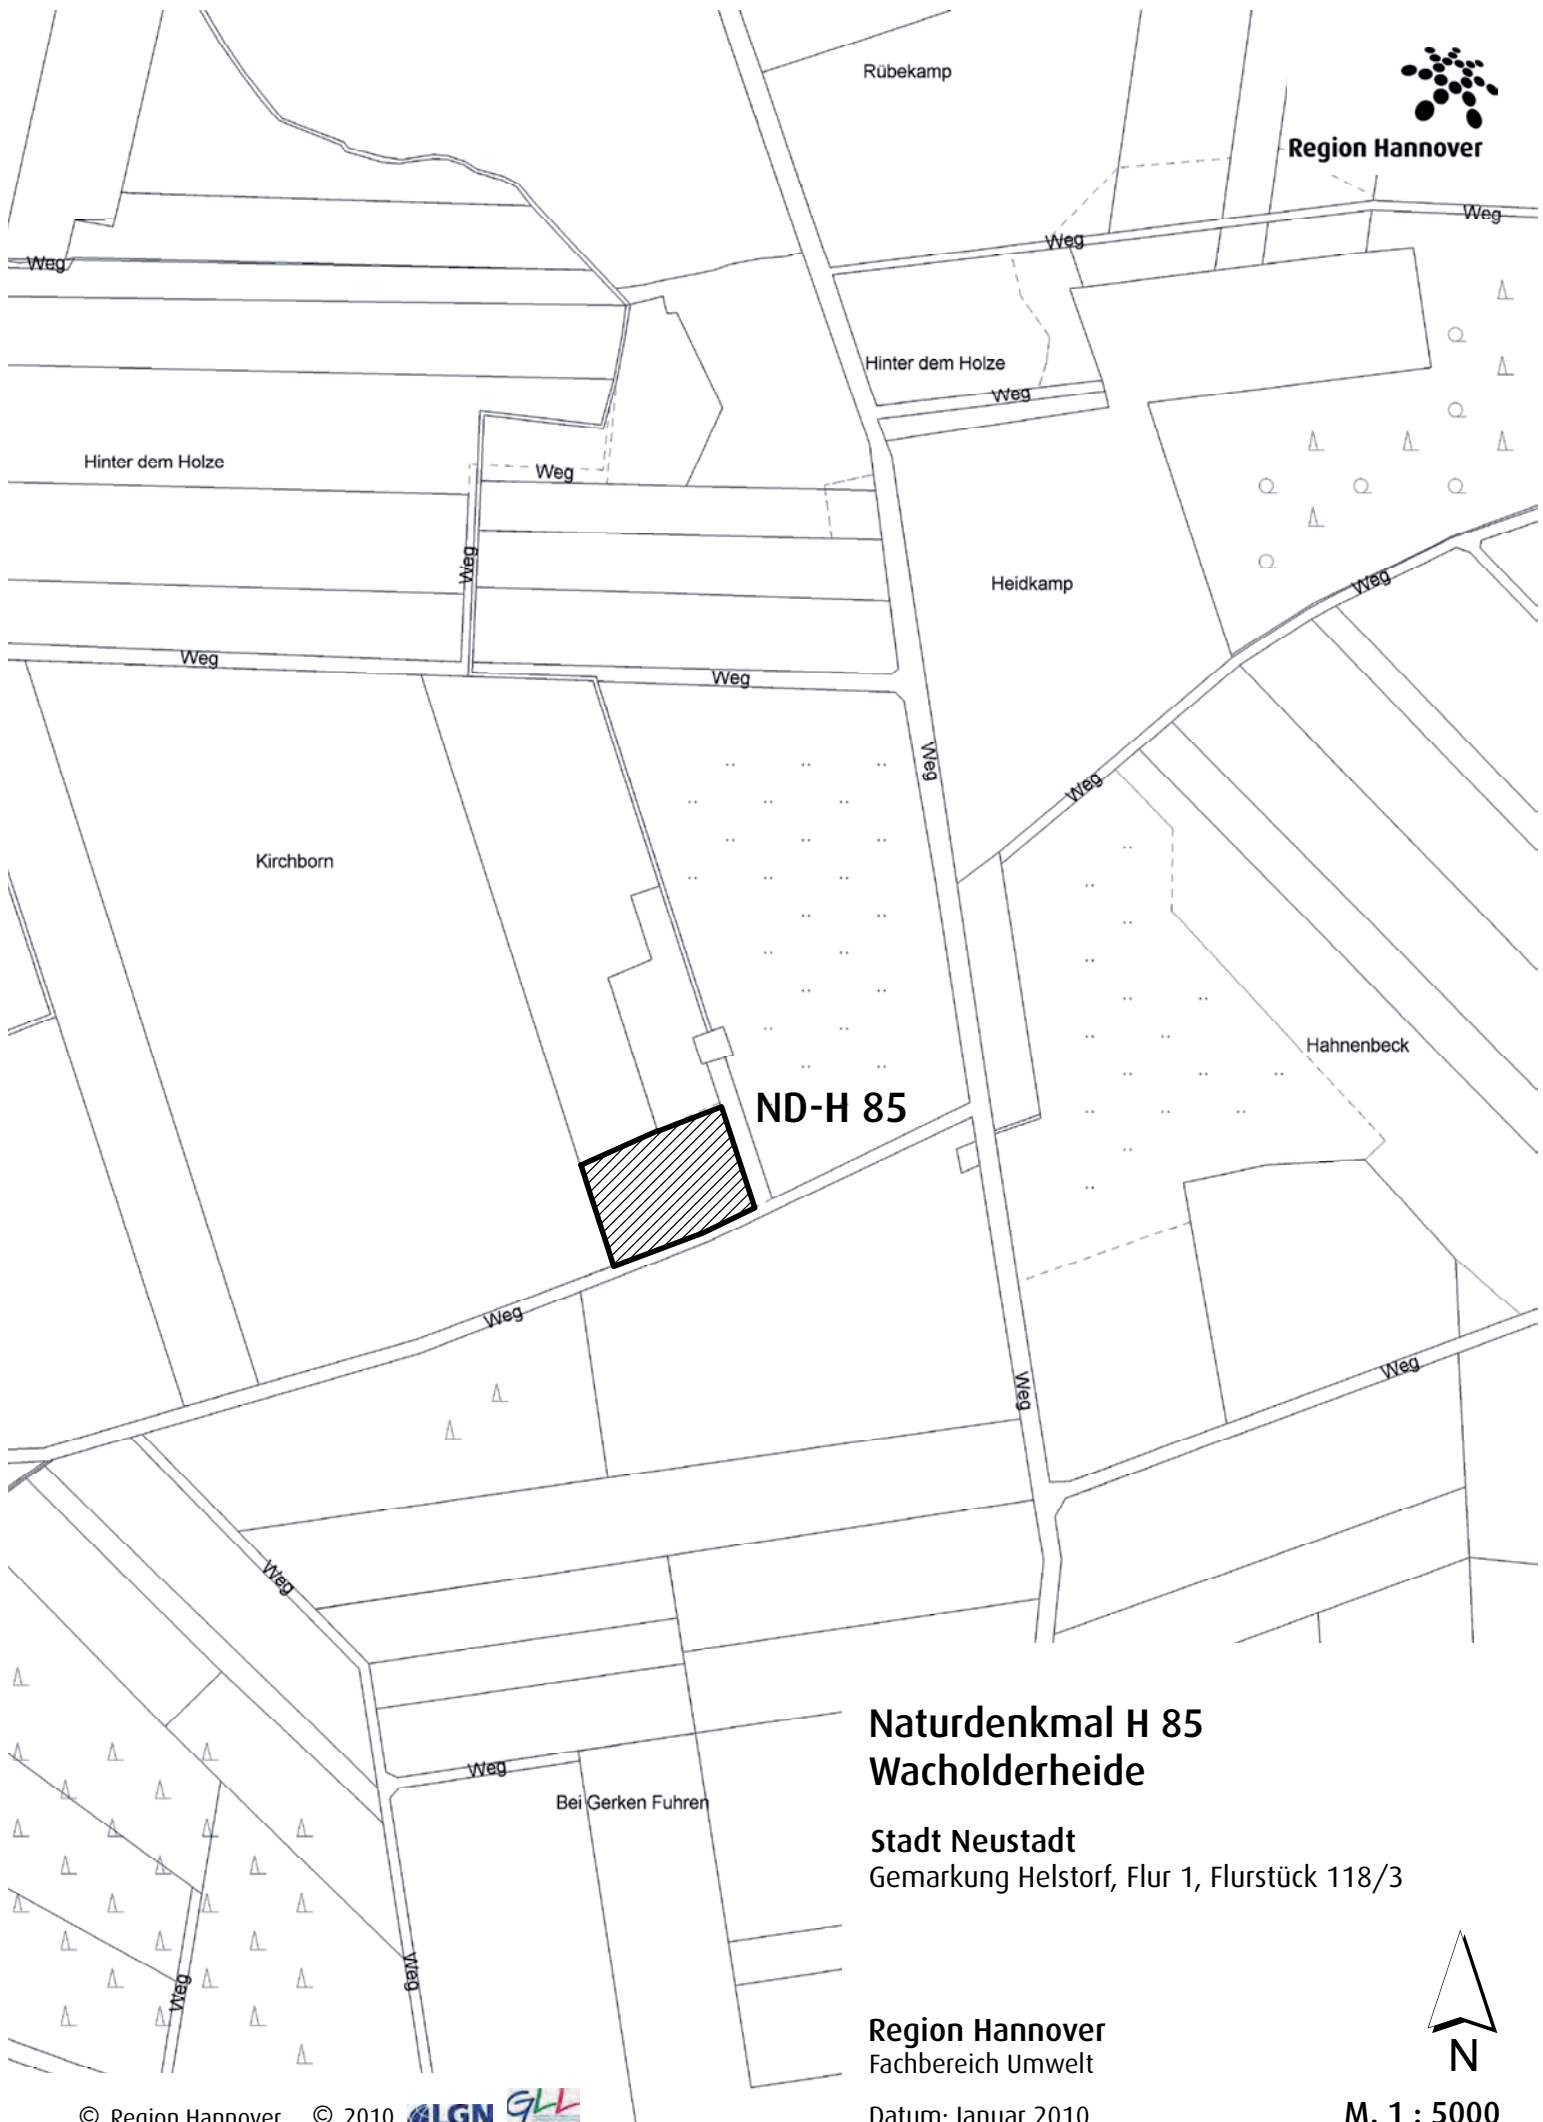 Rübekamp
Region Hannover
Weg
Weg
Weg
Hinter dem Holze
Weg
Hinter dem Holze
Weg
Weg
Heidkamp
Weg
Weg
Weg
Weg
Weg
Kirchborn
Hahnenbeck
ND-H 85
Weg
Weg
Weg
Weg
Naturdenkmal H 85
Wacholderheide
Weg
Bei Gerken Fuhren
Stadt Neustadt
Gemarkung Helstorf, Flur 1, Flurstück 118/3
Weg
Weg
Region Hannover
Fachbereich Umwelt
N
© Region Hannover © 2010 LGN GLL
Datum: Januar 2010
M. 1 : 5000